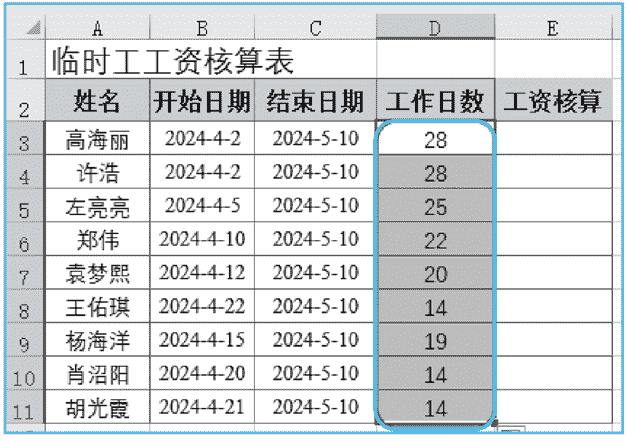 A B C D E
1 临时工工资核算表
2 姓名 开始日期 结束日期 工作日数 工资核算
3 高海丽 2024-4-2 2024-5-10 28
4 许浩 2024-4-2 2024-5-10 28
5 左亮亮 2024-4-5 2024-5-10 25
6 郑伟 2024-4-10 2024-5-10 22
7 袁梦熙 2024-4-12 2024-5-10 20
8 王佑琪 2024-4-22 2024-5-10 14
9 杨海洋 2024-4-15 2024-5-10 19
10 肖沼阳 2024-4-20 2024-5-10 14
11 胡光霞 2024-4-21 2024-5-10 14